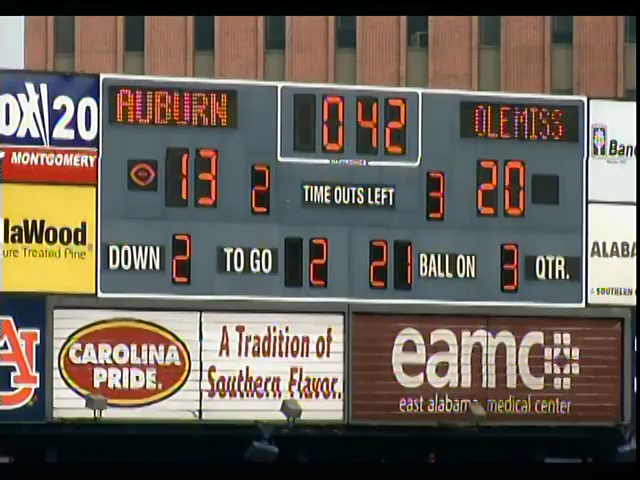 AUBURN
0 42
OLEMISS
OX 20
MONTGOMERY
13
2
TIME OUTS LEFT
3
20
laWood
ure Treated Pine
DOWN 2 TO GO 2 21 BALL ON 3 QTR.
Ban
ALABA
SOUTHERN
CAROLINA
PRIDE.
A Tradition of
Southern Flavor.
eamc
east alabama medical center